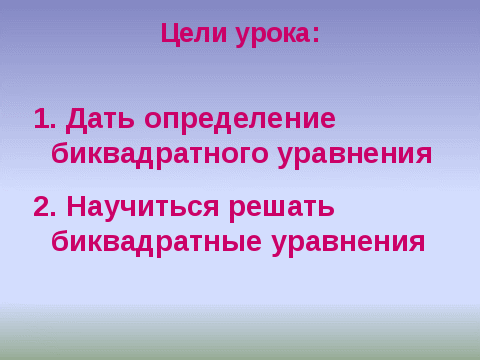 Цели урока:
1. Дать определение
биквадратного уравнения
2. Научиться решать
биквадратные уравнения